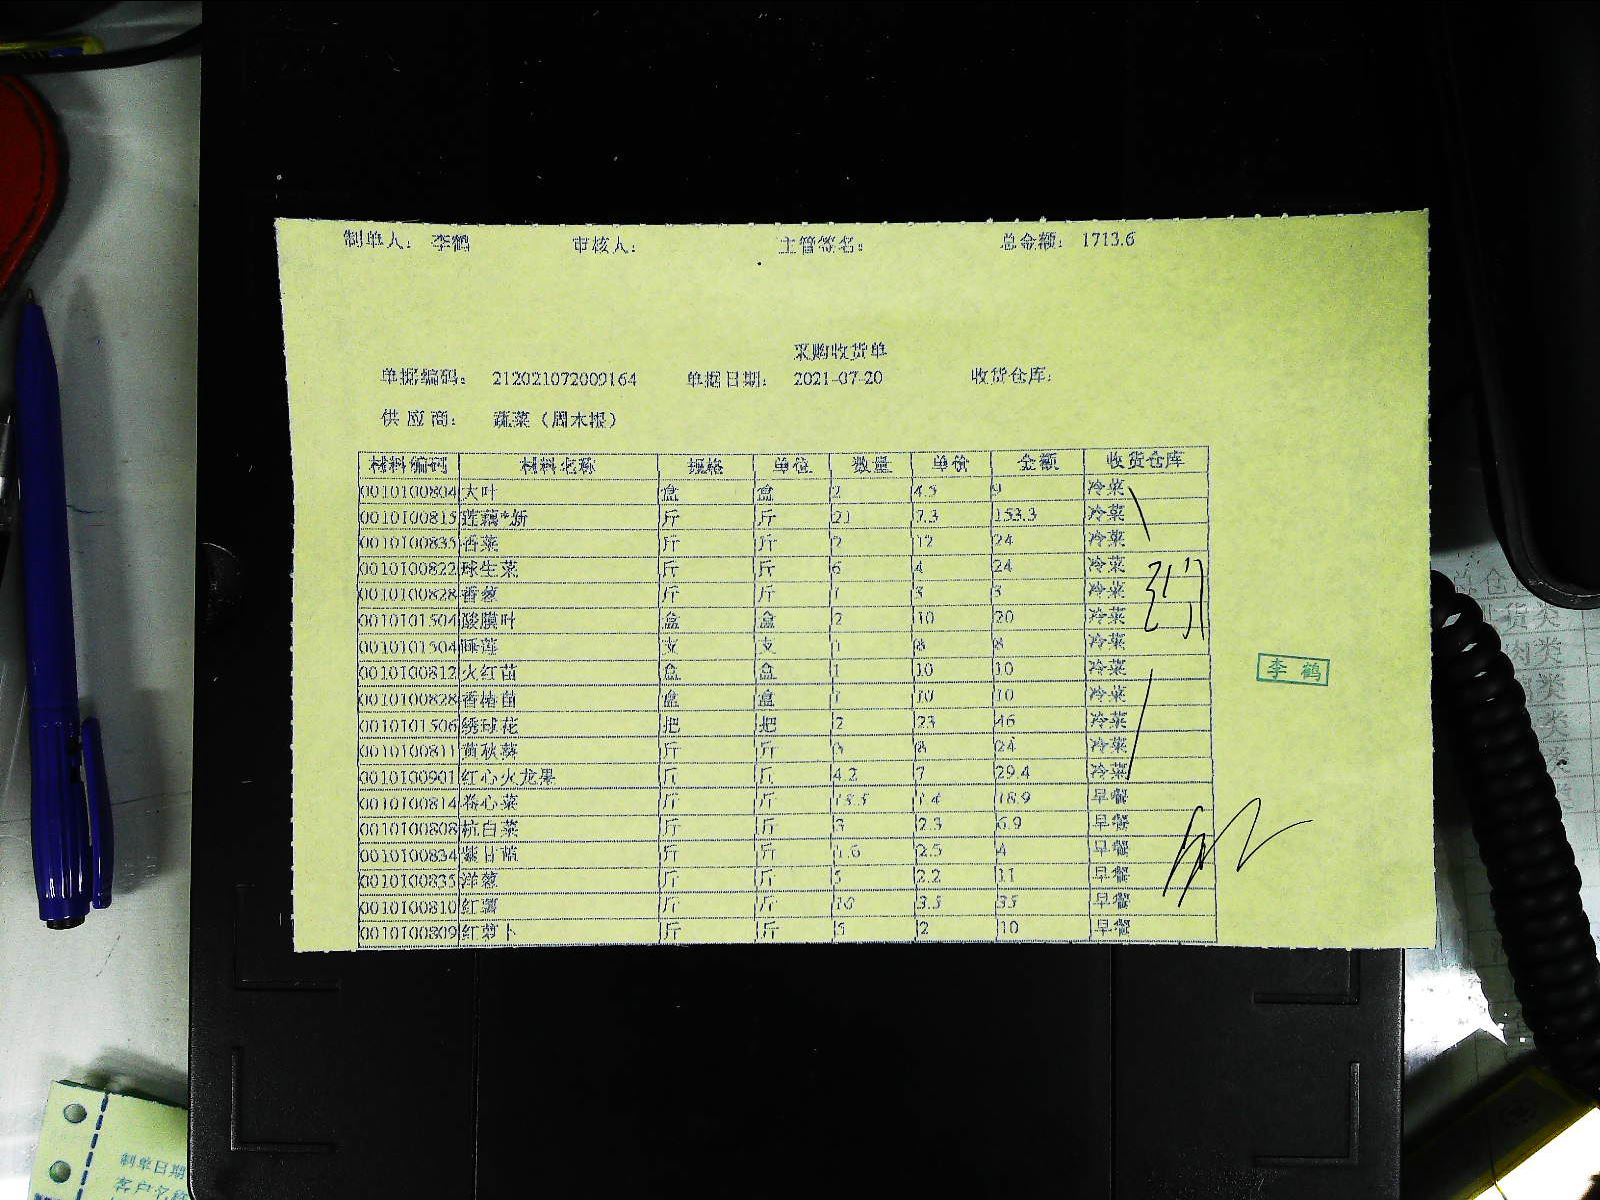 制单人： 李鹤 审核人： 主管签名： 总金额： 1713.6
采购收货单
单据编码： 212021072009164 单据日期： 2021-07-20 收货仓库：
供 应 商： 蔬菜（周木根）
材料编码 材料名称 规格 单位 数量 单价 金额 收货仓库
0010100804 大叶 盒 盒 2 4.5 9 冷菜
0010100815 莲藕*新 斤 斤 21 7.3 153.3 冷菜
0010100835 香菜 斤 斤 2 12 24 冷菜
0010100822 球生菜 斤 斤 6 4 24 冷菜
0010100828 香葱 斤 斤 1 3 3 冷菜
0010101504 酸膜叶 盒 盒 2 10 20 冷菜
0010101504 睡莲 支 支 1 8 8 冷菜
0010100812 火红苗 盒 盒 1 10 10 冷菜
0010100828 香椿苗 盒 盒 1 10 10 冷菜
0010101506 绣球花 把 把 2 23 46 冷菜
0010100811 黄秋葵 斤 斤 3 8 24 冷菜
0010100901 红心火龙果 斤 斤 4.2 7 29.4 冷菜
0010100814 卷心菜 斤 斤 13.5 1.4 18.9 早餐
0010100808 杭白菜 斤 斤 3 2.3 6.9 早餐
0010100834 紫甘蓝 斤 斤 1.6 2.5 4 早餐
0010100835 洋葱 斤 斤 5 2.2 11 早餐
0010100810 红薯 斤 斤 10 3.5 35 早餐
0010100809 红萝卜 斤 斤 5 2 10 早餐
李 鹤
制单日期
客户名称